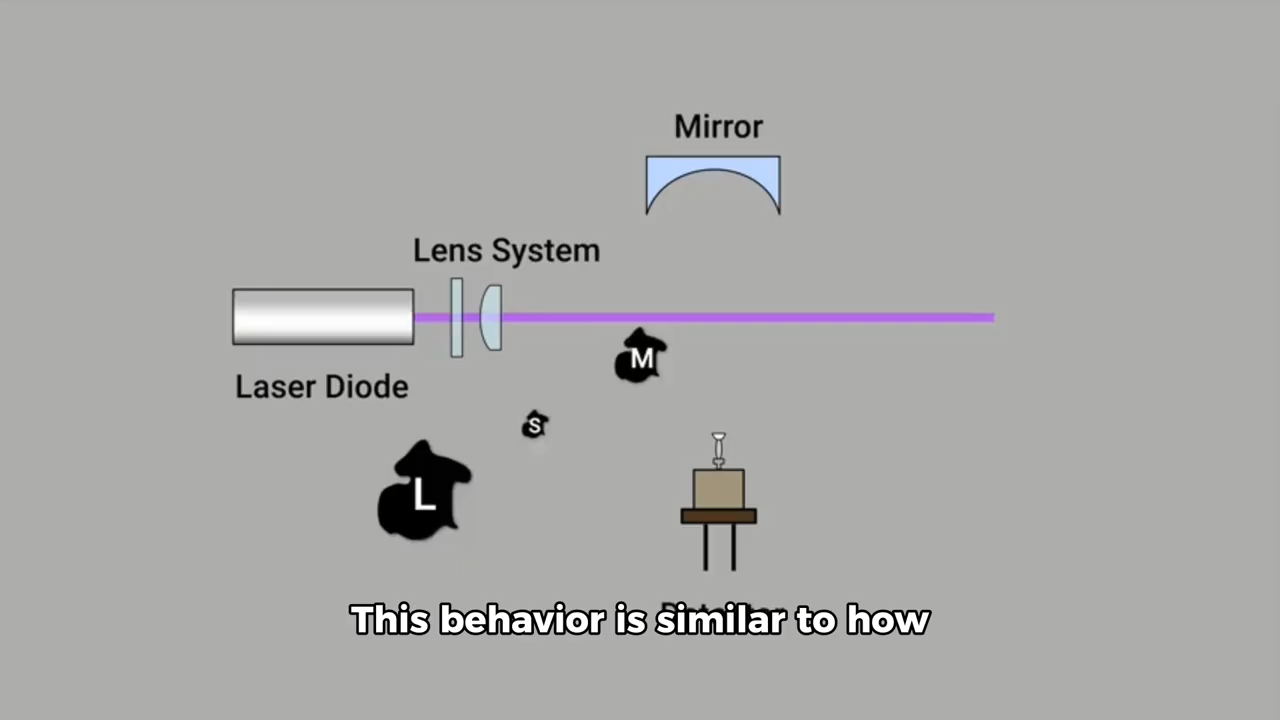 Mirror
Lens System
Laser Diode
M
S
L
This behavior is similar to how